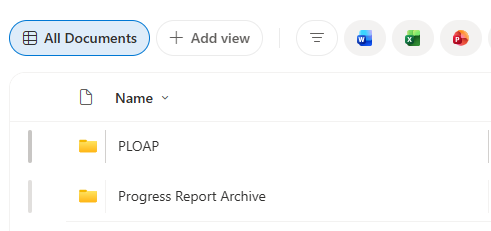 All Documents + Add view
Name
PLOAP
Progress Report Archive